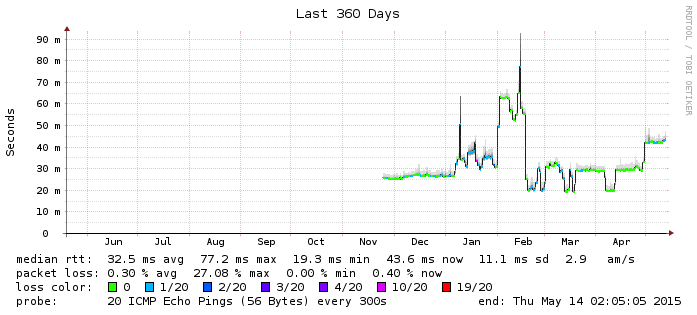 Last 360 Days
RRDTOOL / TOBI OETIKER
Seconds
90 m
80 m
70 m
60 m
50 m
40 m
30 m
20 m
10 m
0
Jun Jul Aug Sep Oct Nov Dec Jan Feb Mar Apr
median rtt: 32.5 ms avg 77.2 ms max 19.3 ms min 43.6 ms now 11.1 ms sd 2.9 am/s
packet loss: 0.30 % avg 27.08 % max 0.00 % min 0.40 % now
loss color: 0 1/20 2/20 3/20 4/20 10/20 19/20
probe: 20 ICMP Echo Pings (56 Bytes) every 300s end: Thu May 14 02:05:05 2015